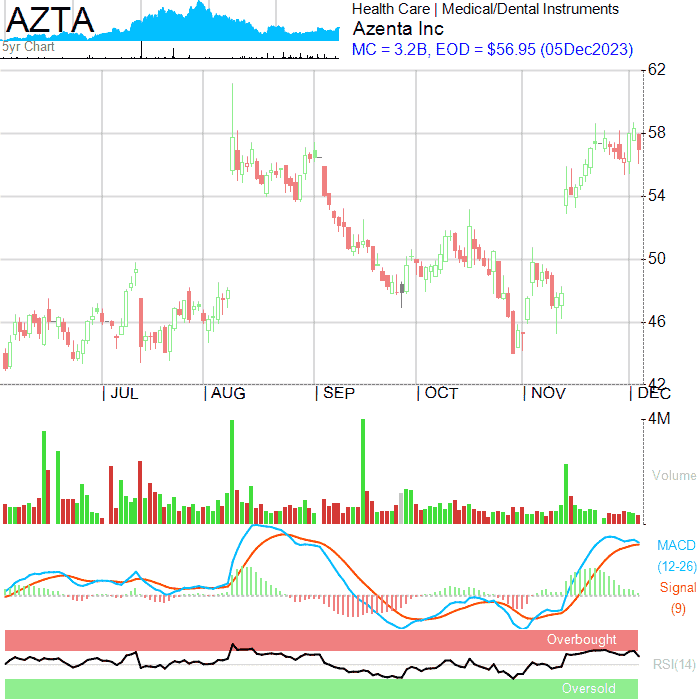 AZTA
5yr Chart
Health Care | Medical/Dental Instruments
Azenta Inc
MC = 3.2B, EOD = $56.95 (05Dec2023)
62
58
54
50
46
42
| JUL | AUG | SEP | OCT | NOV | DEC
4M
Volume
MACD
(12-26)
Signal
(9)
Overbought
RSI(14)
Oversold